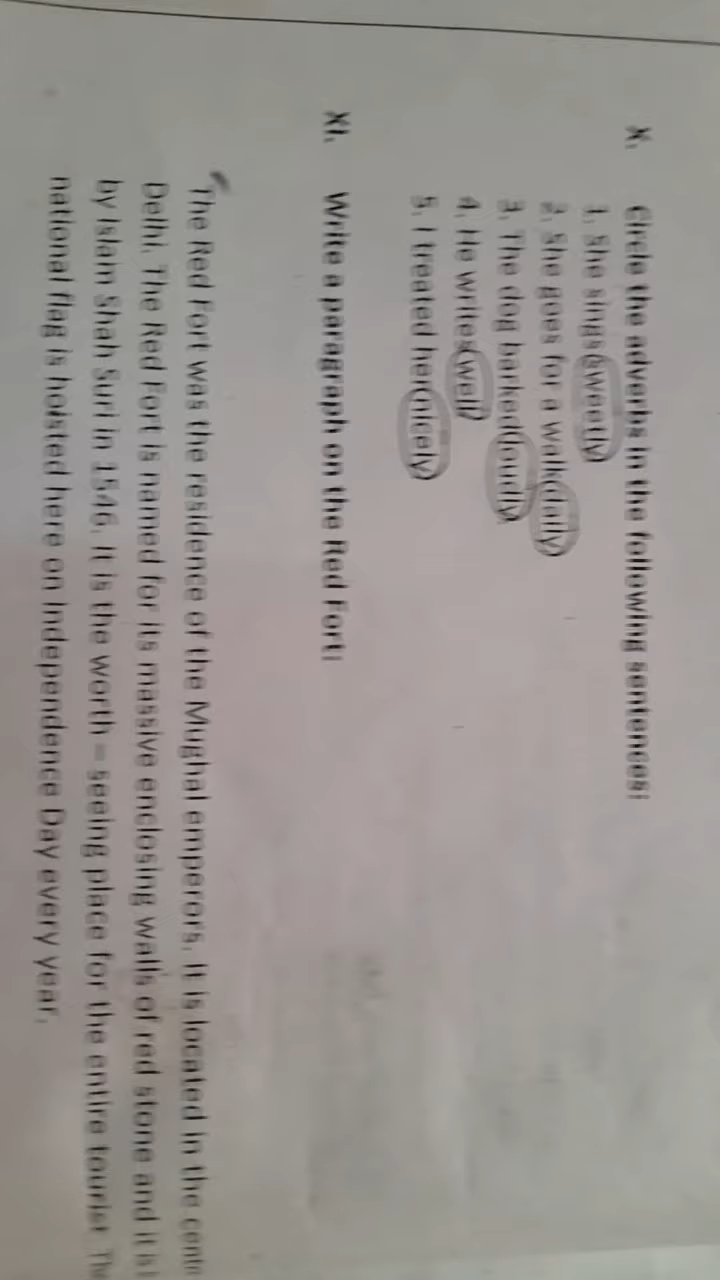 X. Circle the adverbs in the following sentences:
1. She sings sweetly
2. She goes for a walk daily
3. The dog barked loudly
4. He writes well
5. I treated her nicely
XI. Write a paragraph on the Red Fort:
The Red Fort was the residence of the Mughal emperors. It is located in the
Delhi. The Red Fort is named for its massive enclosing walls of red stone and it is
by Islam Shah Suri in 1546. It is the worth – seeing place for the entire tourist.
national flag is hoisted here on Independence Day every year.